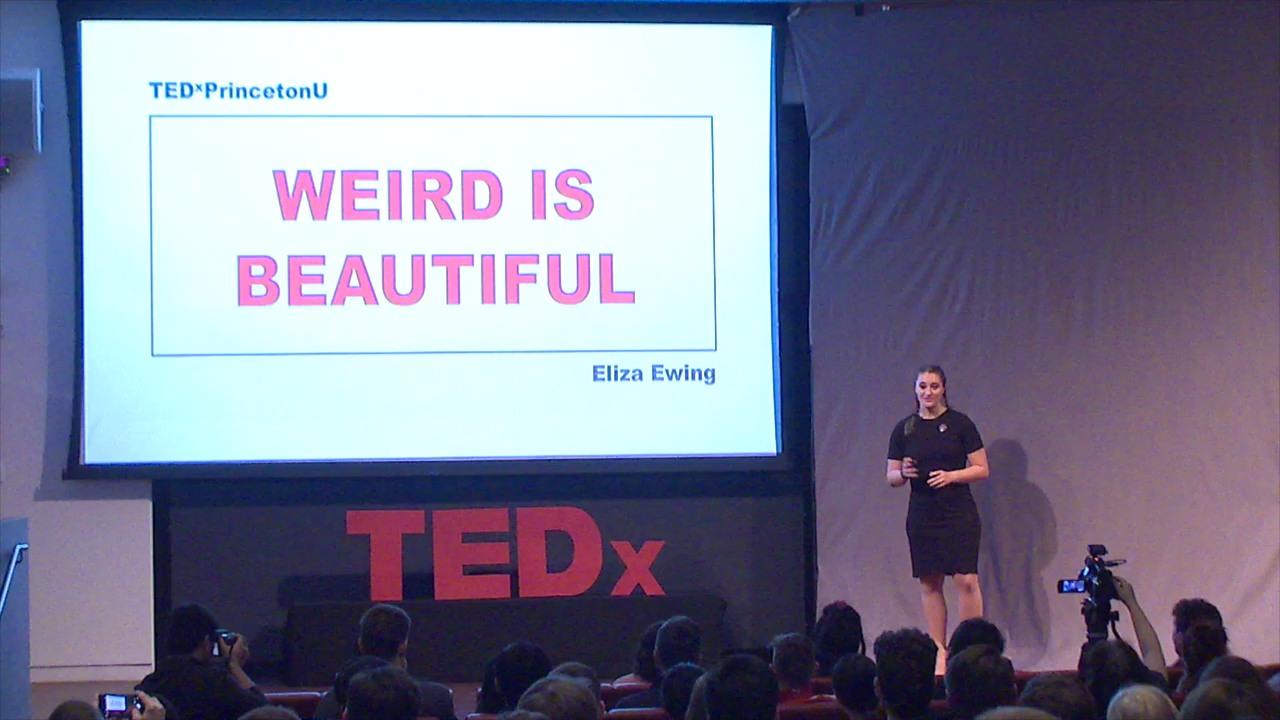 TEDxPrincetonU
WEIRD IS
BEAUTIFUL
Eliza Ewing
TEDx